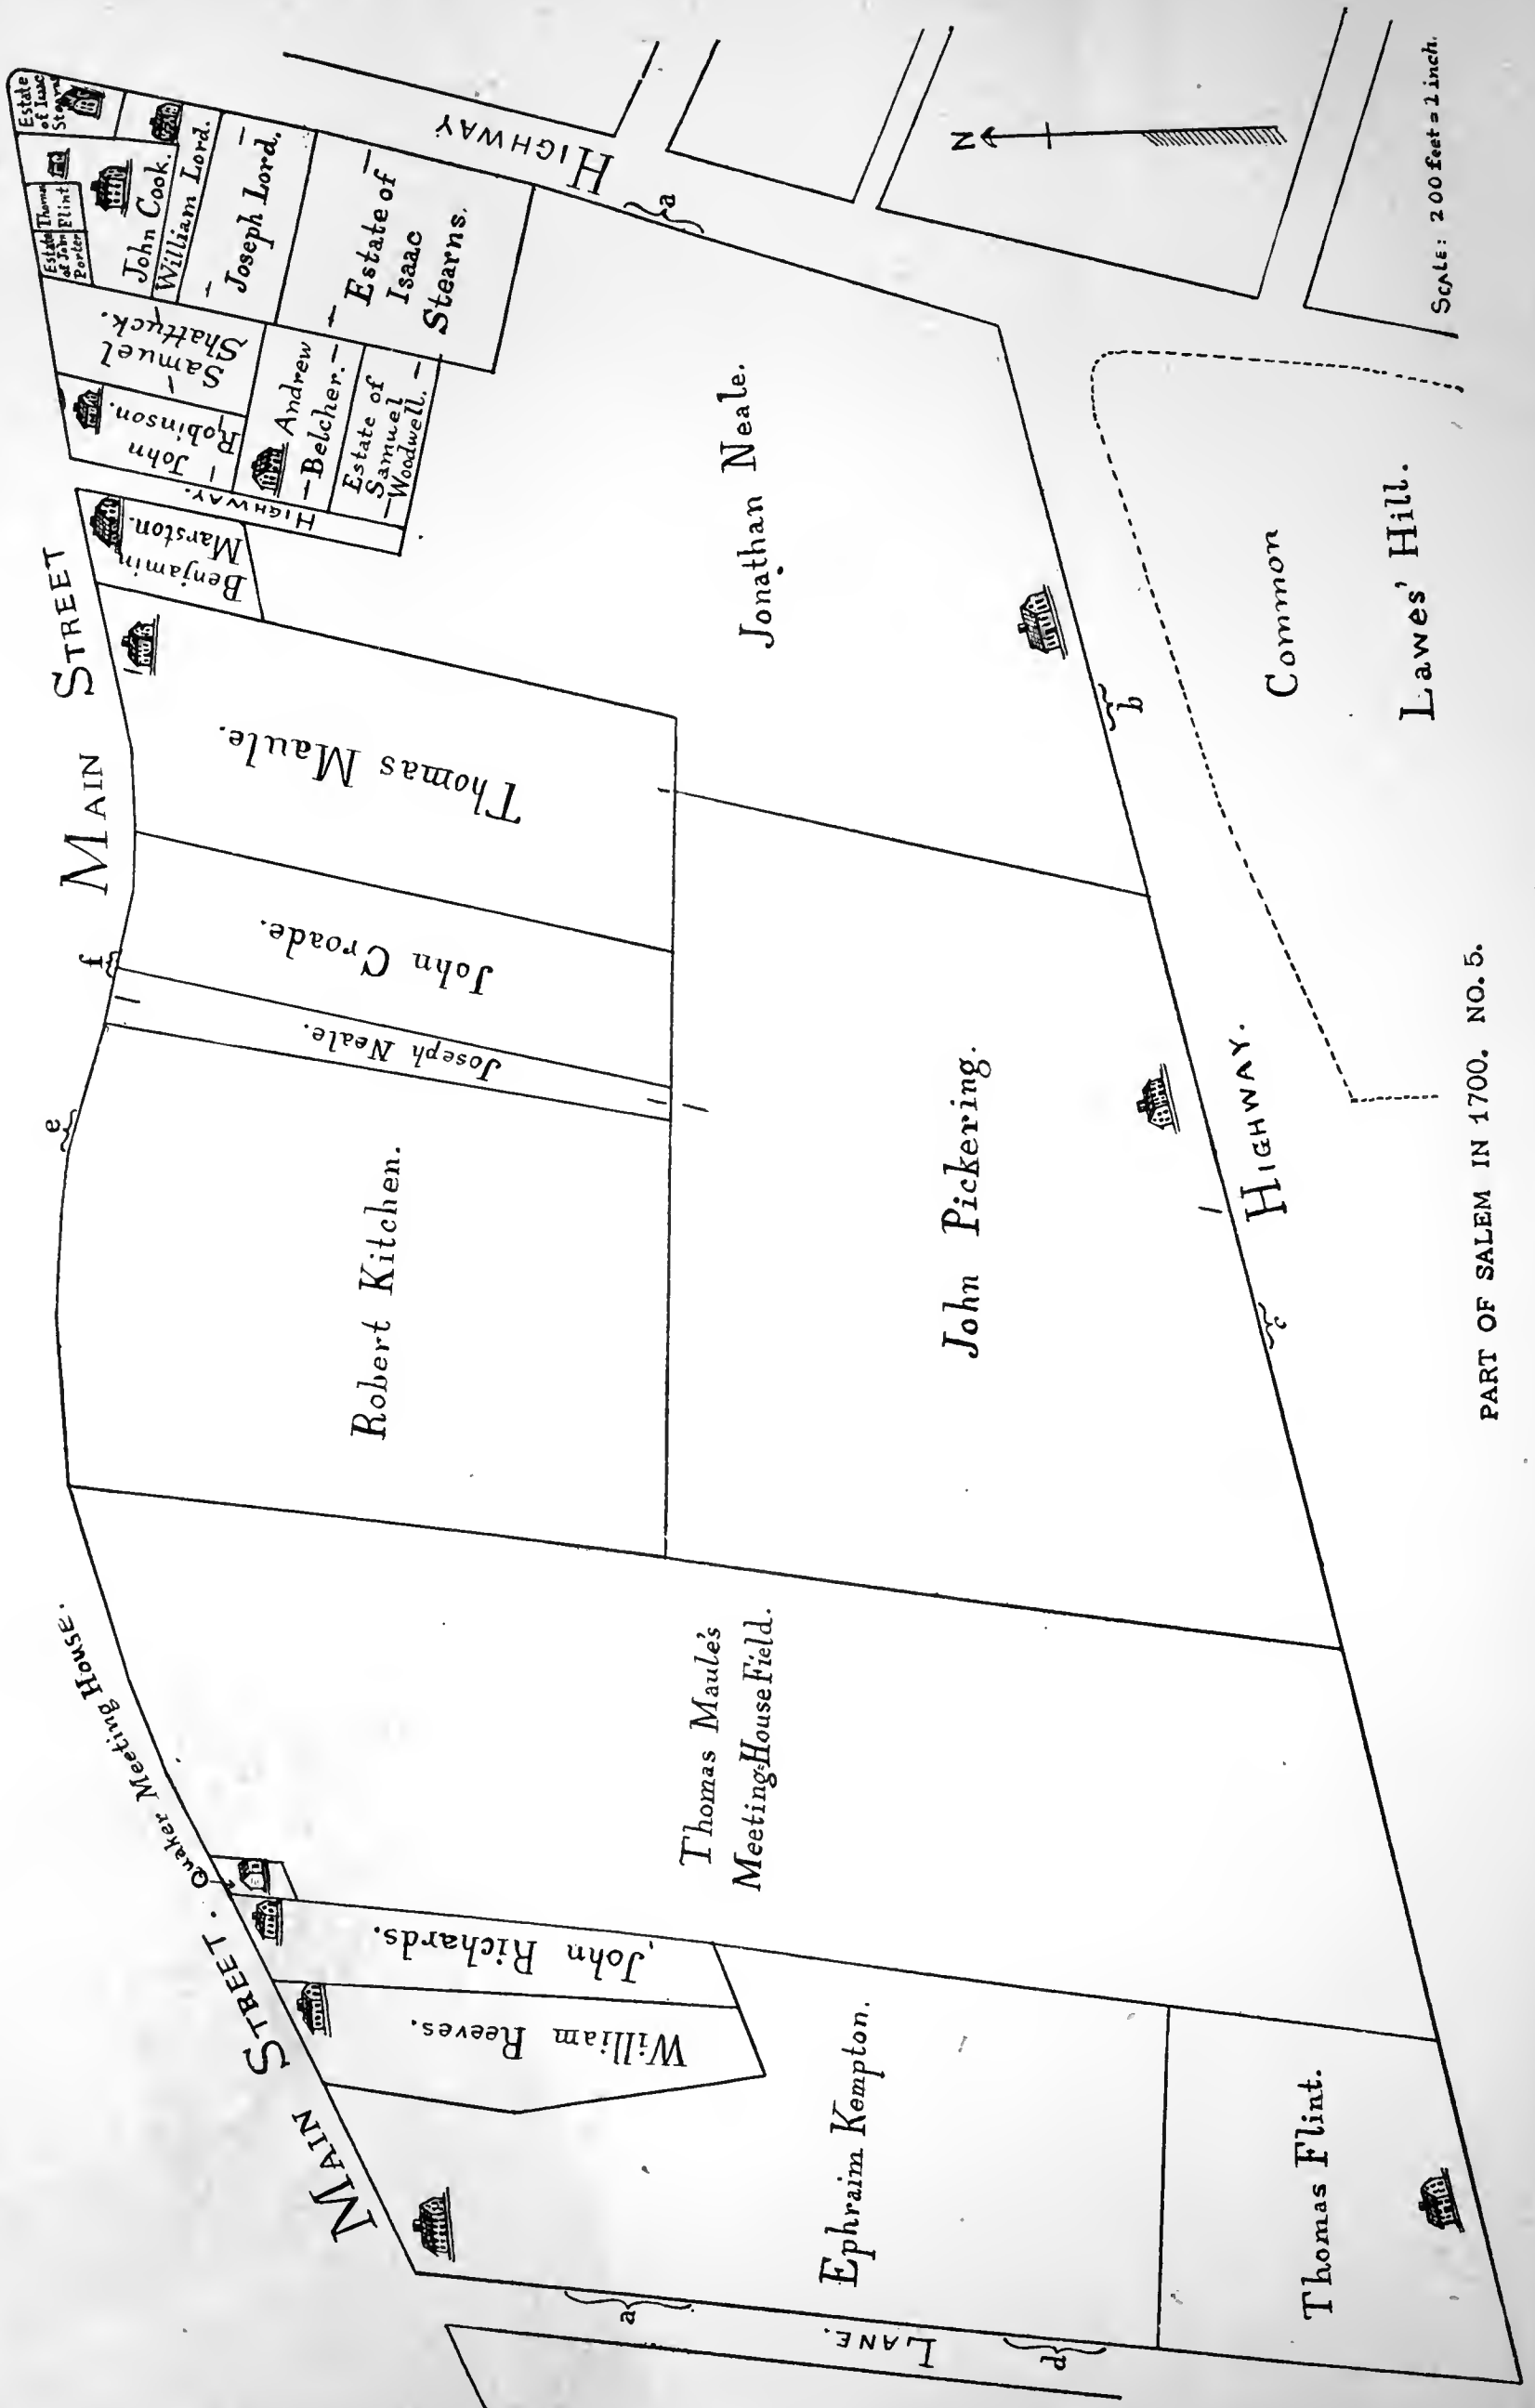 MAIN STREET.
Quaker Meeting House.
MAIN STREET
LANE.
a
d
e
f
William Reeves.
John Richards.
Ephraim Kempton.
Thomas Flint.
Thomas Maule's
Meeting-House Field.
Robert Kitchen.
Joseph Neale.
John Croade.
Thomas Maule.
John Pickering.
Jonathan Neale.
Benjamin
Marston.
HIGHWAY.
John
Robinson.
Samuel
Shattuck.
Andrew
Belcher.
Estate of
Samuel
Woodwell.
Estate
of John
Porter
Thomas
Flint
Estate
of Isaac
Stearns
John Cook.
William Lord.
Joseph Lord.
Estate of
Isaac
Stearns.
HIGHWAY
a
b
c
HIGHWAY.
Common
Lawes' Hill.
N
SCALE: 200 feet = 1 inch.
PART OF SALEM IN 1700. NO. 5.